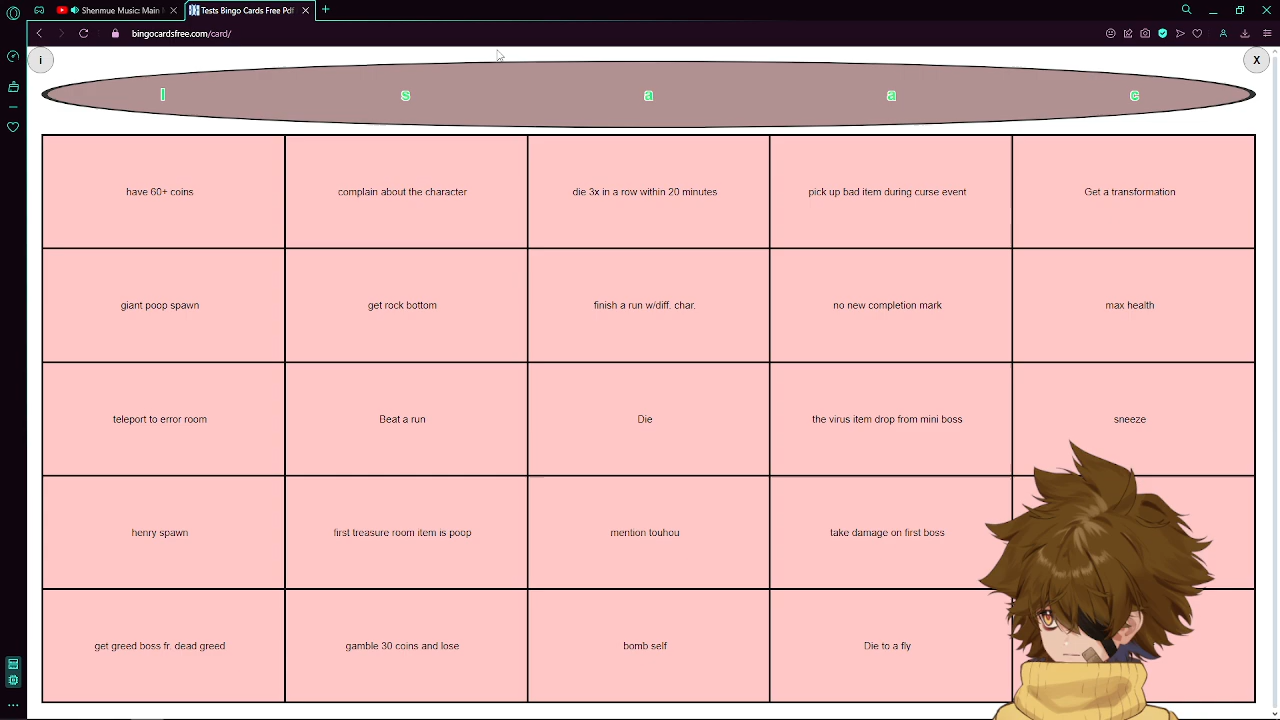 Shenmue Music: Main
Tests Bingo Cards Free Pdf
bingocardsfree.com/card/
i
X
I s a a c
have 60+ coins
complain about the character
die 3x in a row within 20 minutes
pick up bad item during curse event
Get a transformation
giant poop spawn
get rock bottom
finish a run w/diff. char.
no new completion mark
max health
teleport to error room
Beat a run
Die
the virus item drop from mini boss
sneeze
henry spawn
first treasure room item is poop
mention touhou
take damage on first boss
get greed boss fr. dead greed
gamble 30 coins and lose
bomb self
Die to a fly